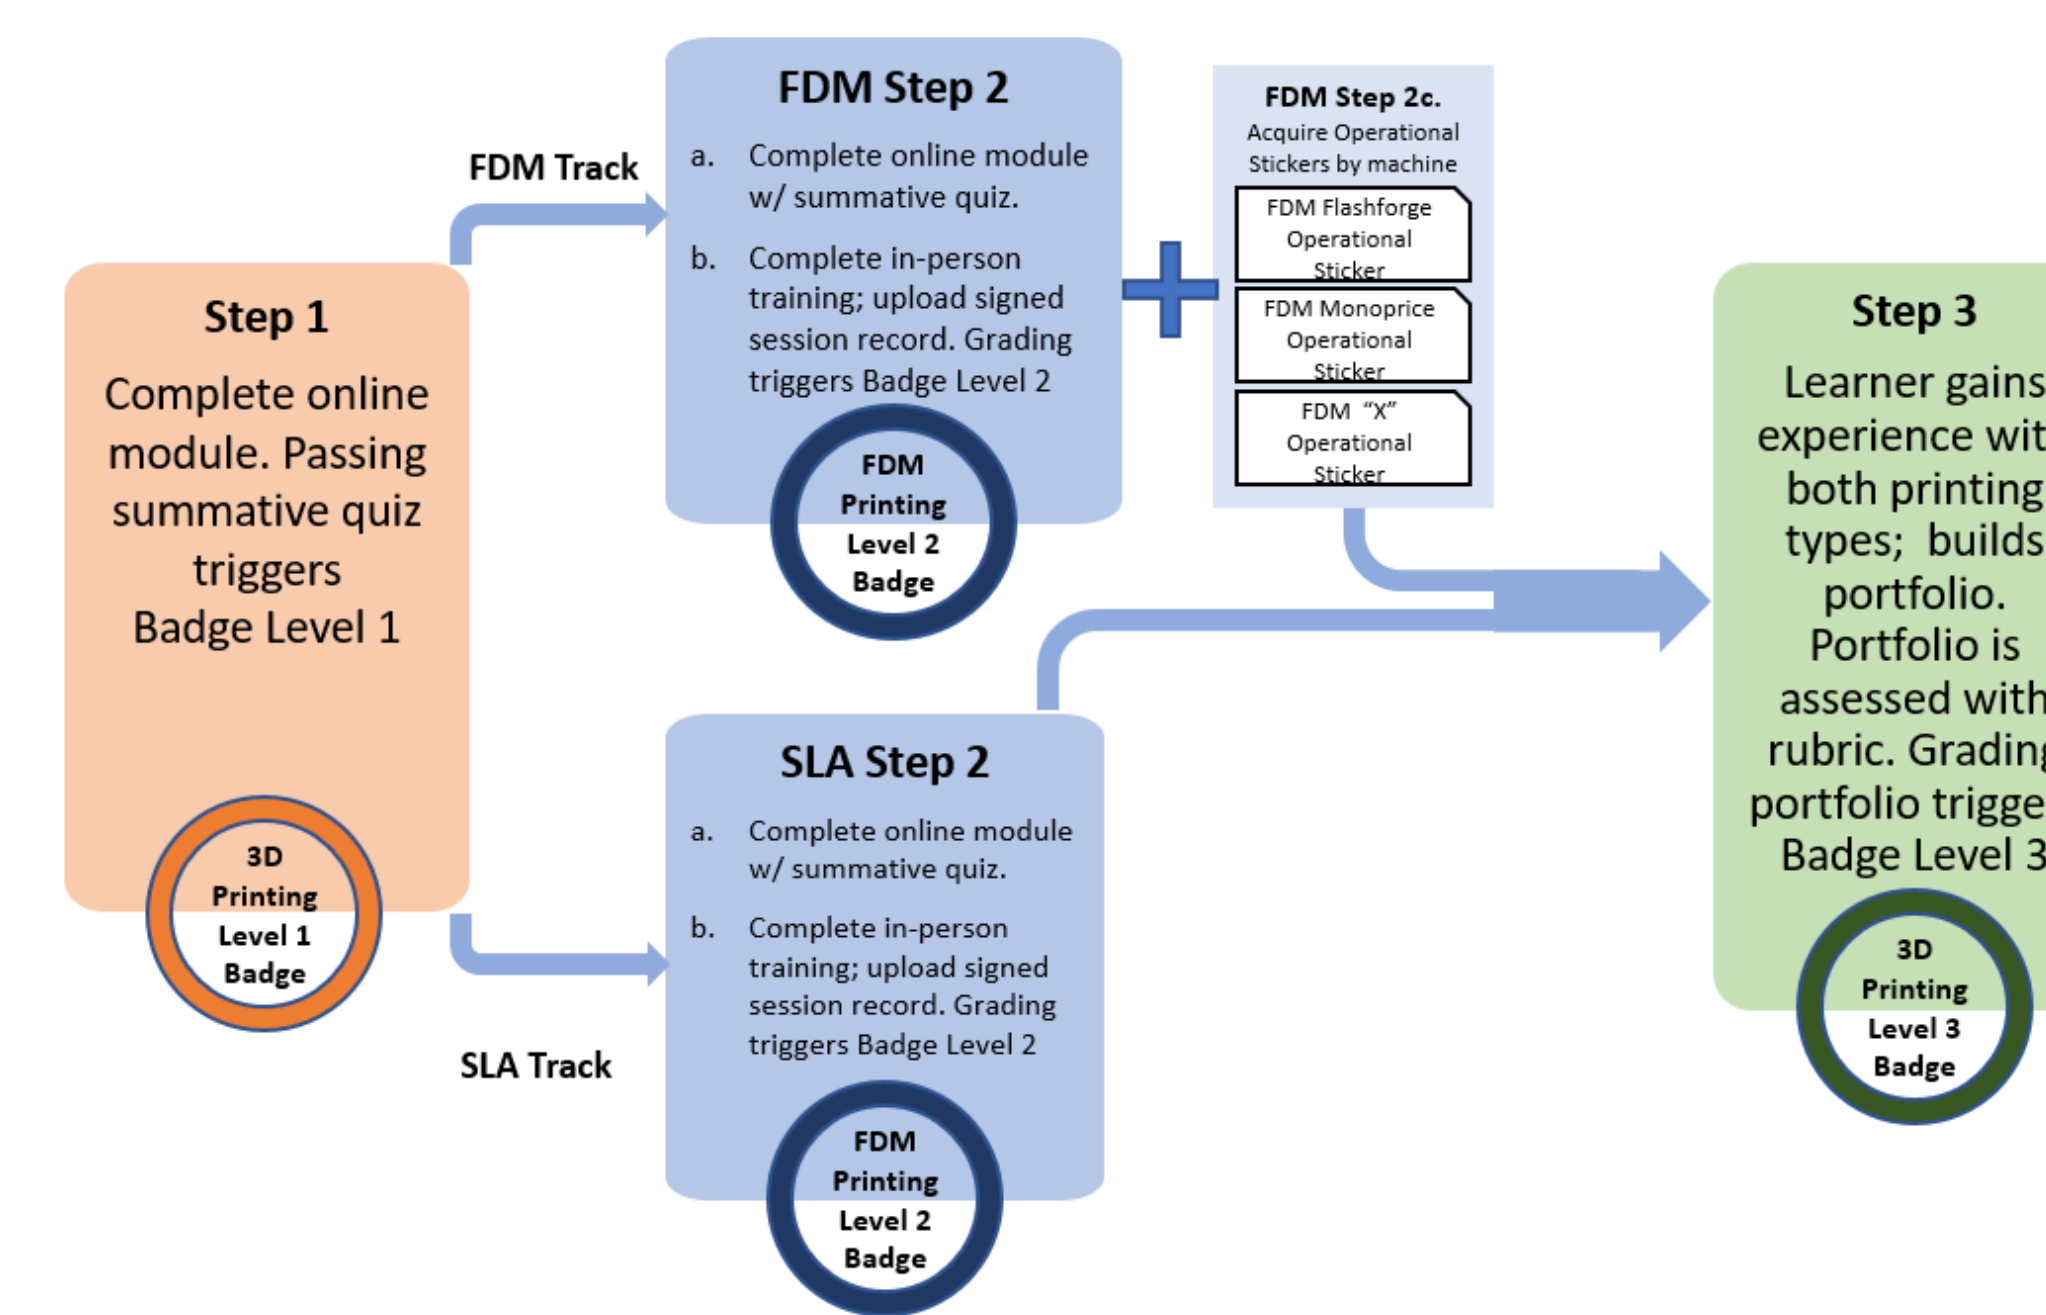 Step 1
Complete online
module. Passing
summative quiz
triggers
Badge Level 1
3D
Printing
Level 1
Badge
FDM Track
FDM Step 2
a. Complete online module
w/ summative quiz.
b. Complete in-person
training; upload signed
session record. Grading
triggers Badge Level 2
FDM
Printing
Level 2
Badge
FDM Step 2c.
Acquire Operational
Stickers by machine
FDM Flashforge
Operational
Sticker
FDM Monoprice
Operational
Sticker
FDM "X"
Operational
Sticker
SLA Track
SLA Step 2
a. Complete online module
w/ summative quiz.
b. Complete in-person
training; upload signed
session record. Grading
triggers Badge Level 2
FDM
Printing
Level 2
Badge
Step 3
Learner gains
experience wit
both printing
types; builds
portfolio.
Portfolio is
assessed with
rubric. Grading
portfolio trigge
Badge Level 3
3D
Printing
Level 3
Badge